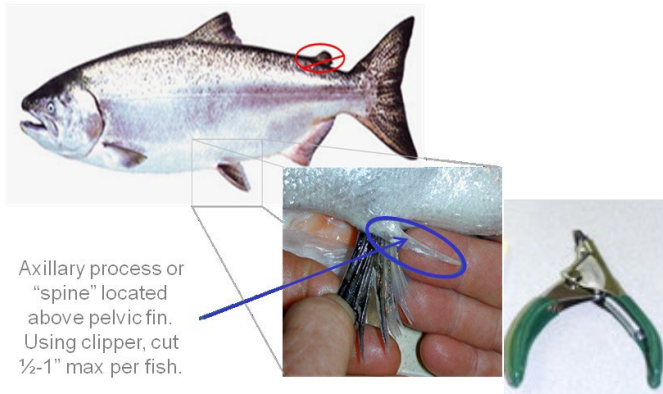 Axillary process or
“spine” located
above pelvic fin.
Using clipper, cut
½-1” max per fish.